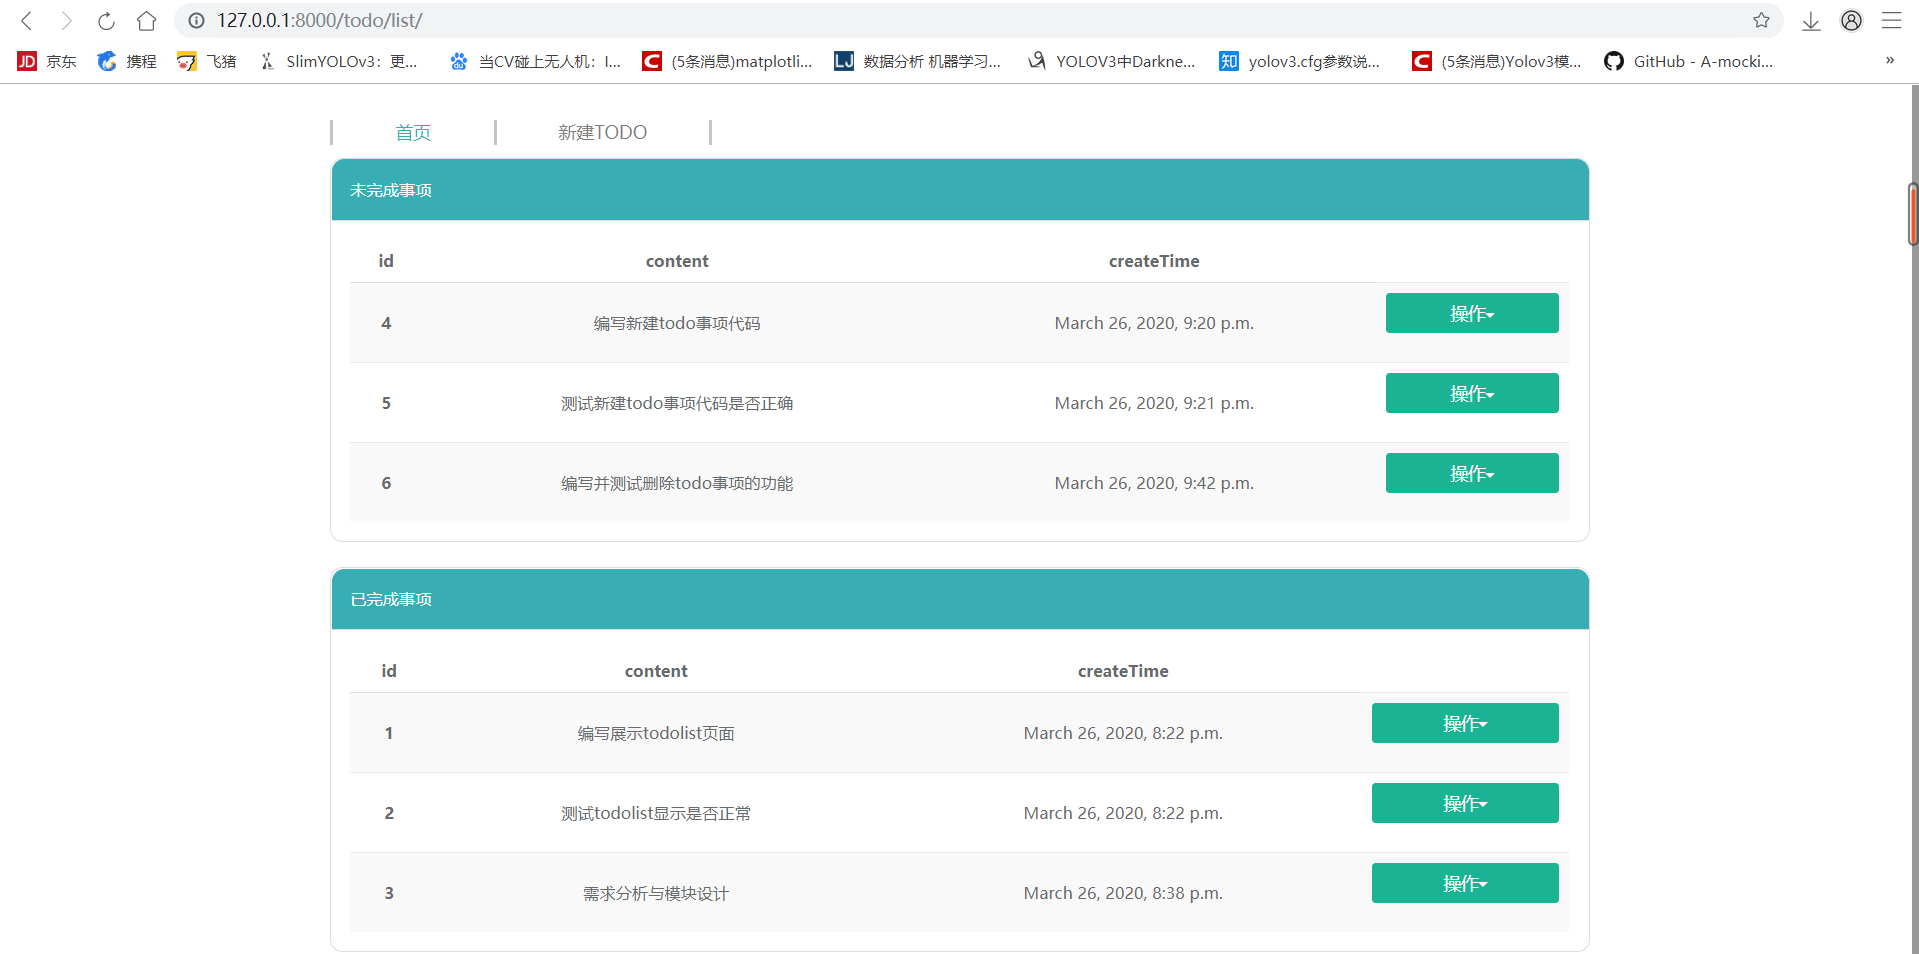 127.0.0.1:8000/todo/list/
JD 京东 携程 飞猪 SlimYOLOv3：更... 当CV碰上无人机：I... (5条消息)matplotli... LJ 数据分析 机器学习... YOLOV3中Darkne... 知 yolov3.cfg参数说... (5条消息)Yolov3模... GitHub - A-mocki... »
首页 新建TODO
未完成事项
id content createTime
4 编写新建todo事项代码 March 26, 2020, 9:20 p.m. 操作
5 测试新建todo事项代码是否正确 March 26, 2020, 9:21 p.m. 操作
6 编写并测试删除todo事项的功能 March 26, 2020, 9:42 p.m. 操作
已完成事项
id content createTime
1 编写展示todolist页面 March 26, 2020, 8:22 p.m. 操作
2 测试todolist显示是否正常 March 26, 2020, 8:22 p.m. 操作
3 需求分析与模块设计 March 26, 2020, 8:38 p.m. 操作